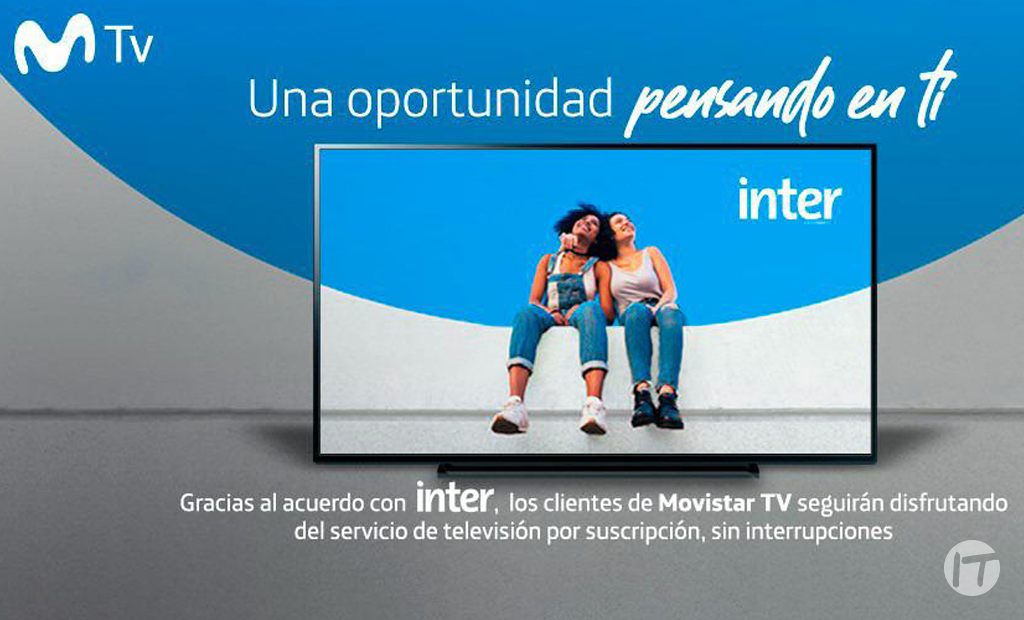 Tv
Una oportunidad pensando en ti
inter
Gracias al acuerdo con inter, los clientes de Movistar TV seguirán disfrutando
del servicio de televisión por suscripción, sin interrupciones
IT